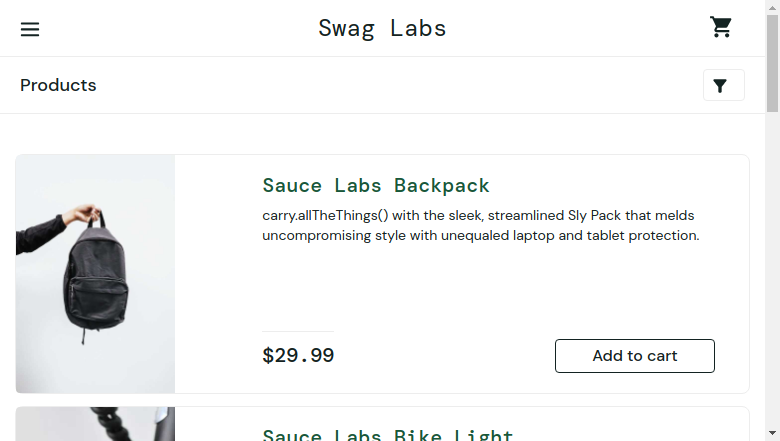 Swag Labs
Products
Sauce Labs Backpack
carry.allTheThings() with the sleek, streamlined Sly Pack that melds
uncompromising style with unequaled laptop and tablet protection.
$29.99
Add to cart
Sauce Labs Bike Light